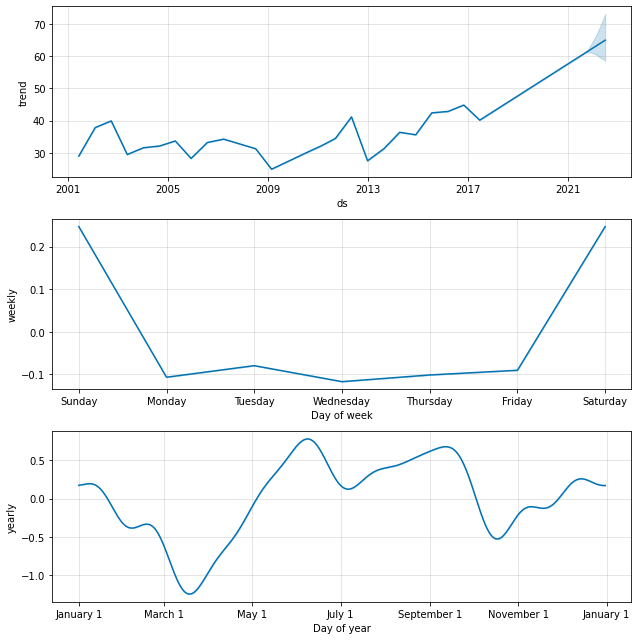 70
60
50
40
30
trend
2001 2005 2009 2013 2017 2021
ds
0.2
0.1
0.0
−0.1
weekly
Sunday Monday Tuesday Wednesday Thursday Friday Saturday
Day of week
0.5
0.0
−0.5
−1.0
yearly
January 1 March 1 May 1 July 1 September 1 November 1 January 1
Day of year